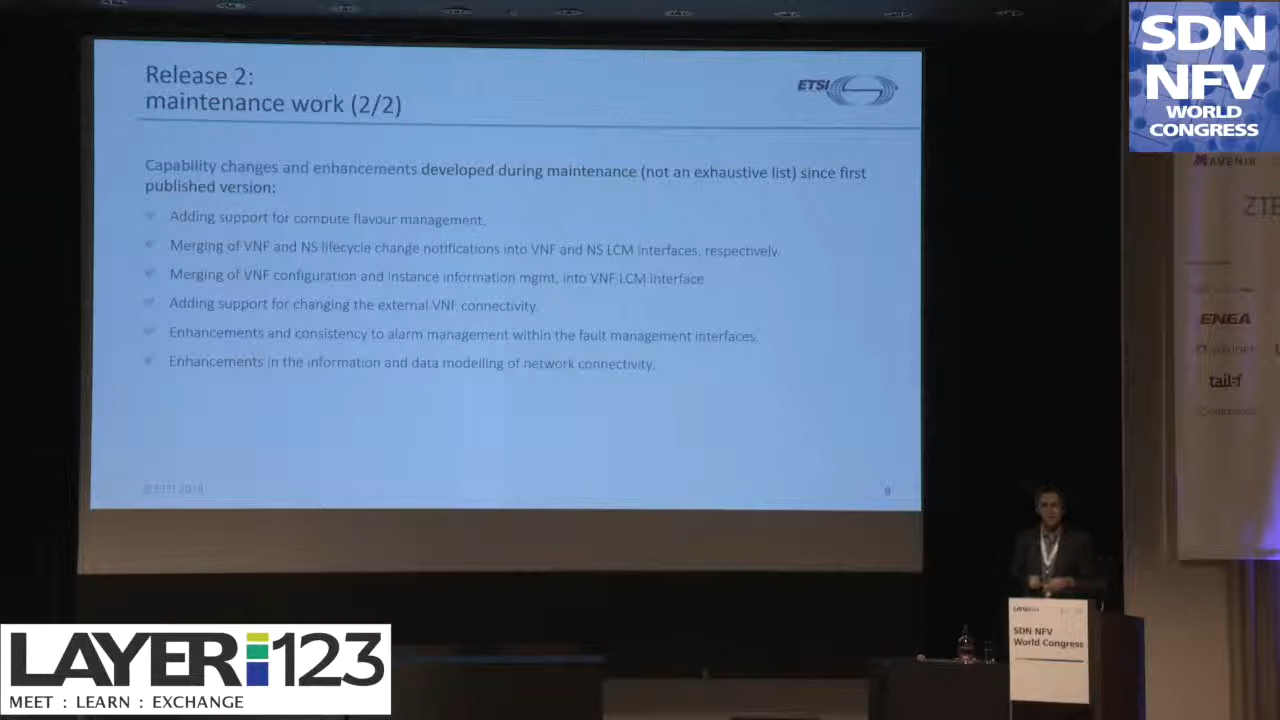 Release 2:
maintenance work (2/2)
ETSI
Capability changes and enhancements developed during maintenance (not an exhaustive list) since first
published version:
Adding support for compute flavour management.
Merging of VNF and NS lifecycle change notifications into VNF and NS LCM interfaces, respectively.
Merging of VNF configuration and instance information mgmt. into VNF LCM interface
Adding support for changing the external VNF connectivity.
Enhancements and consistency to alarm management within the fault management interfaces.
Enhancements in the information and data modelling of network connectivity.
9
SDN
NFV
WORLD
CONGRESS
MAVENIR
ZTE
ENEA
tail-f
SDN NFV
World Congress
LAYER 123
MEET : LEARN : EXCHANGE